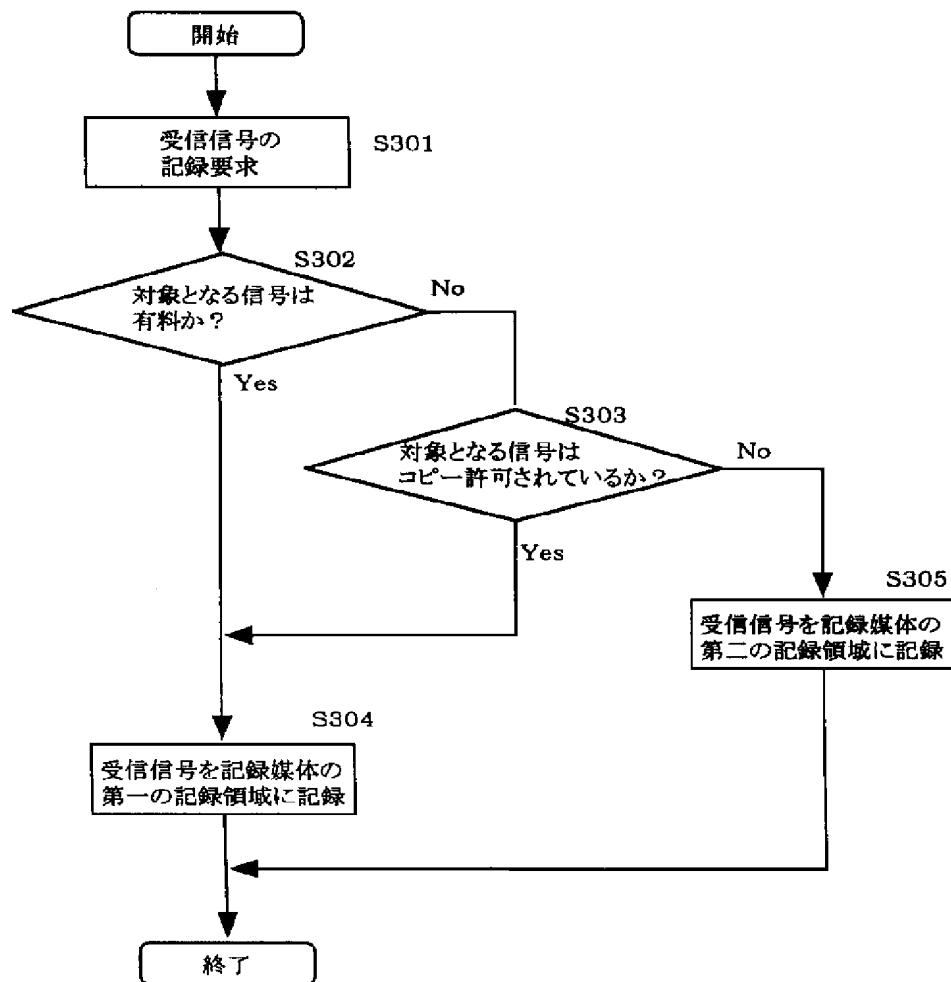 開始
受信信号の
記録要求
S301
S302
対象となる信号は
有料か？
No
Yes
S303
対象となる信号は
コピー許可されているか？
No
Yes
S305
受信信号を記録媒体の
第二の記録領域に記録
S304
受信信号を記録媒体の
第一の記録領域に記録
終了